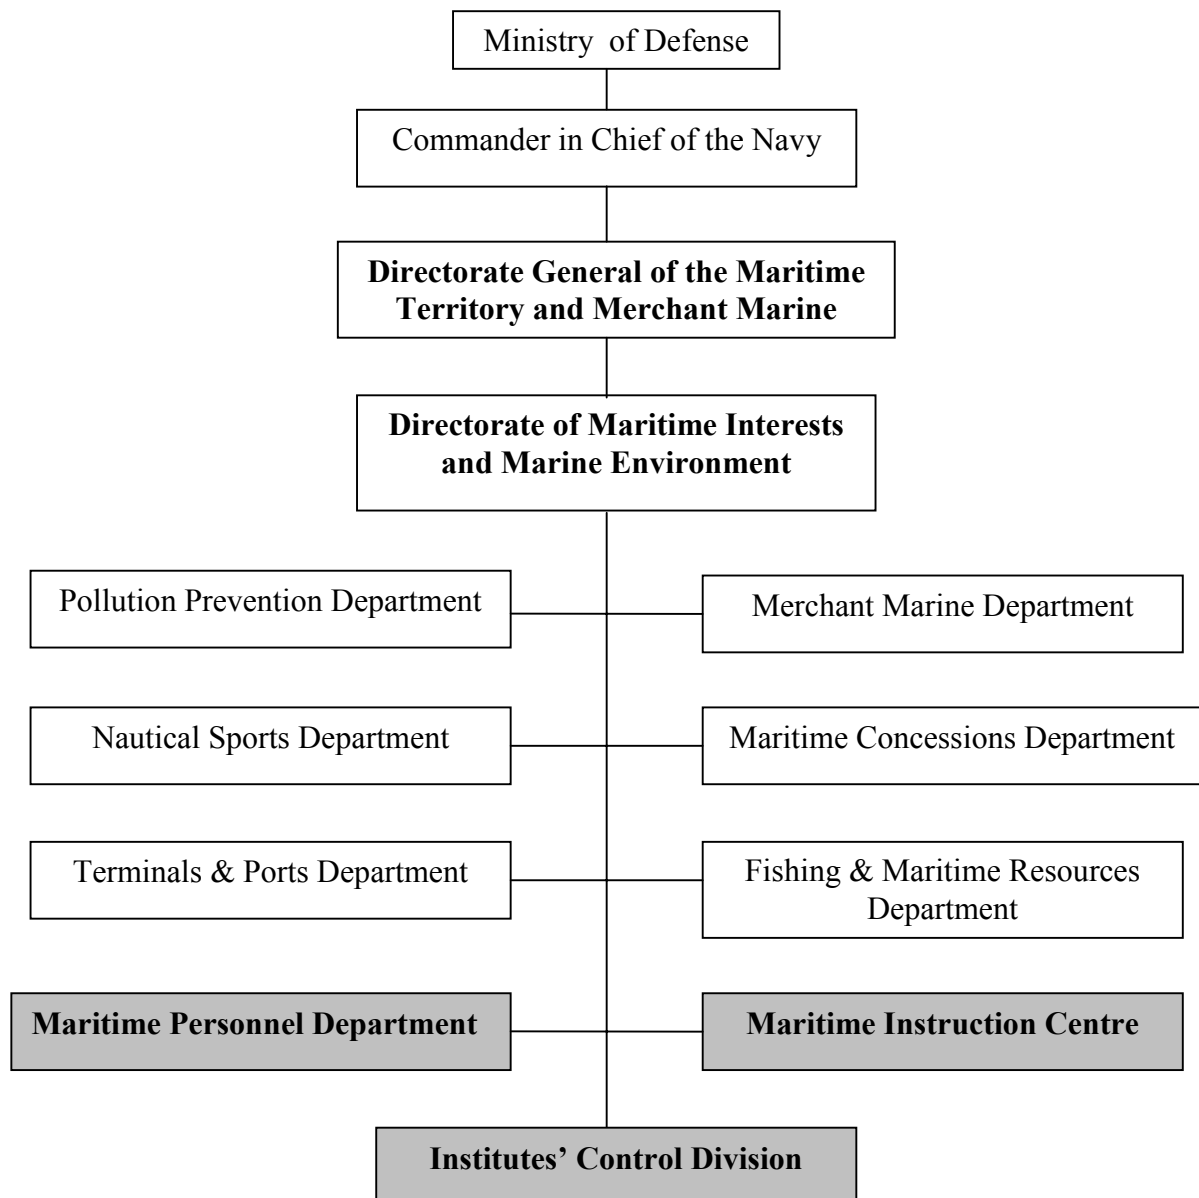 Ministry of Defense
Commander in Chief of the Navy
Directorate General of the Maritime
Territory and Merchant Marine
Directorate of Maritime Interests
and Marine Environment
Pollution Prevention Department
Merchant Marine Department
Nautical Sports Department
Maritime Concessions Department
Terminals & Ports Department
Fishing & Maritime Resources
Department
Maritime Personnel Department
Maritime Instruction Centre
Institutes’ Control Division